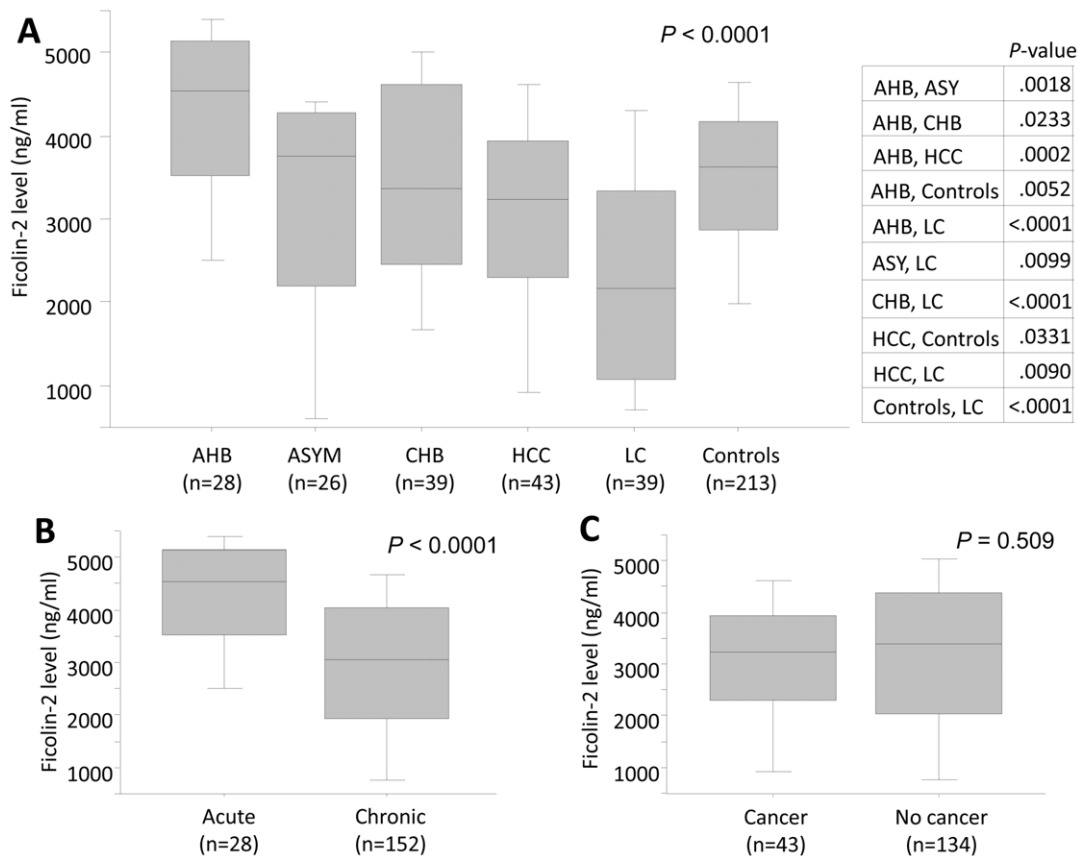 A
P < 0.0001
Ficolin-2 level (ng/ml)
5000
4000
3000
2000
1000
AHB ASYM CHB HCC LC Controls
(n=28) (n=26) (n=39) (n=43) (n=39) (n=213)
P-value
AHB, ASY .0018
AHB, CHB .0233
AHB, HCC .0002
AHB, Controls .0052
AHB, LC <.0001
ASY, LC .0099
CHB, LC <.0001
HCC, Controls .0331
HCC, LC .0090
Controls, LC <.0001
B
P < 0.0001
Ficolin-2 level (ng/ml)
5000
4000
3000
2000
1000
Acute Chronic
(n=28) (n=152)
C
P = 0.509
Ficolin-2 level (ng/ml)
5000
4000
3000
2000
1000
Cancer No cancer
(n=43) (n=134)